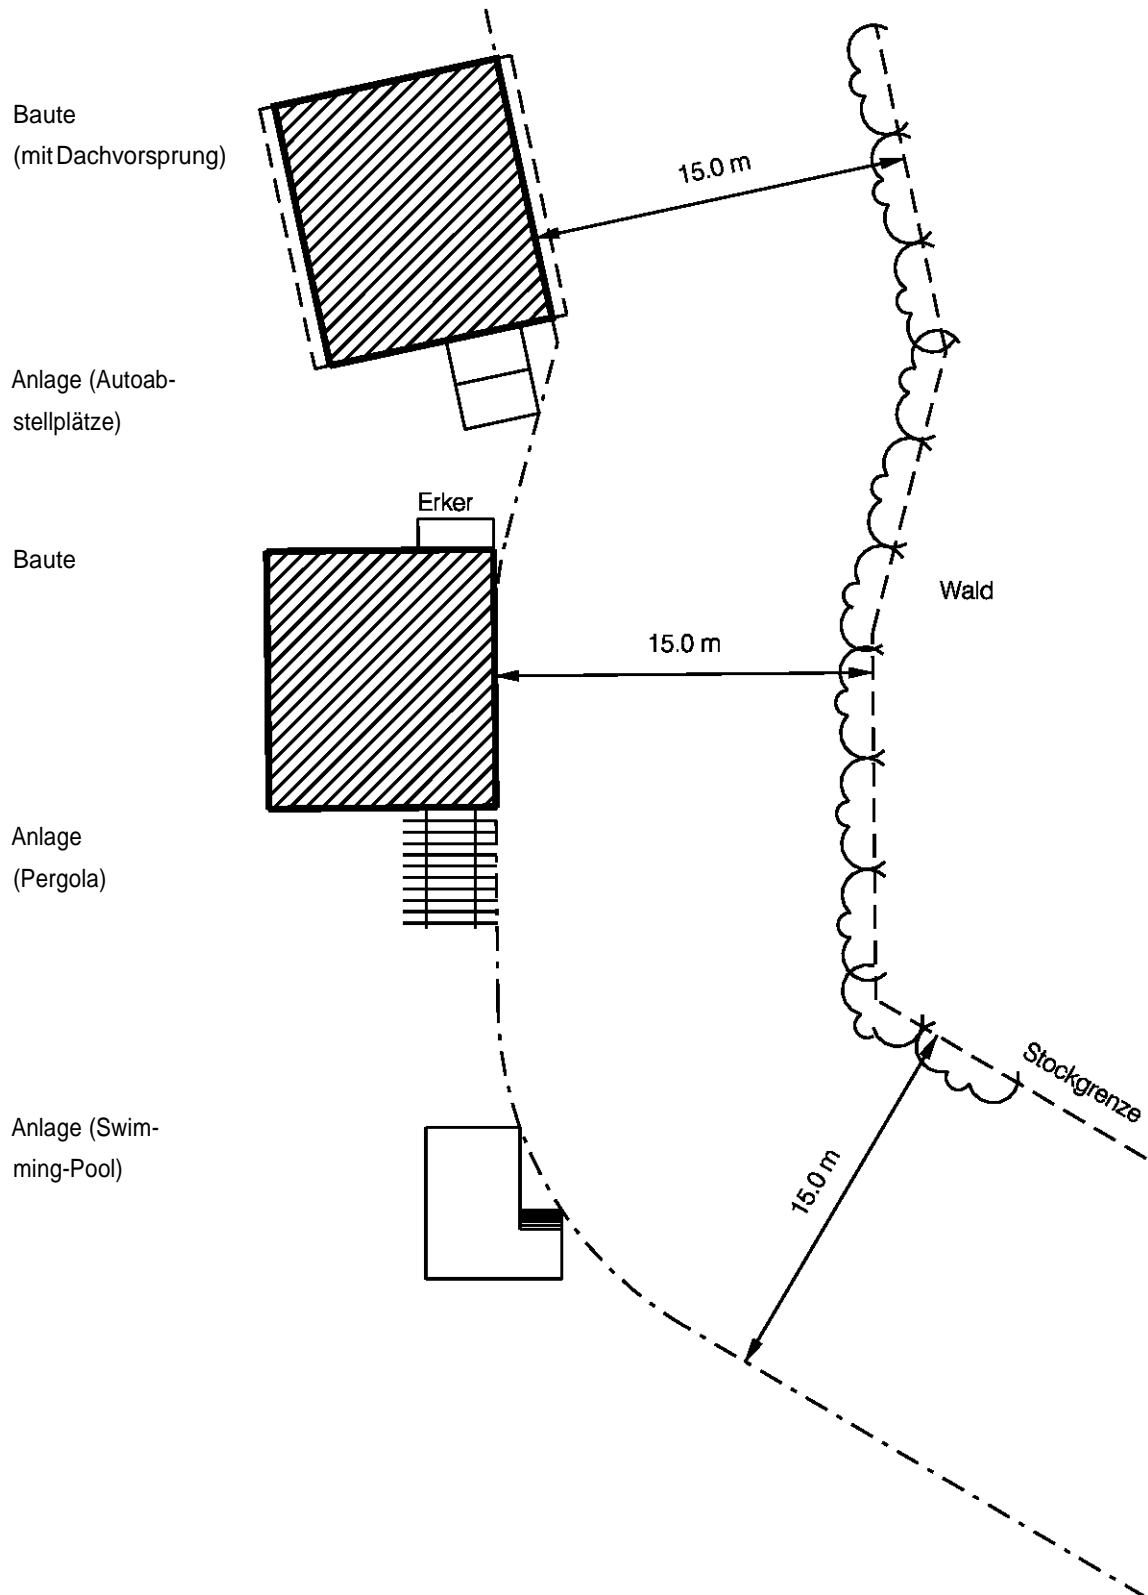 Baute
(mit Dachvorsprung)
15.0 m
Anlage (Autoab-
stellplätze)
Erker
Baute
Wald
15.0 m
Anlage
(Pergola)
Stockgrenze
Anlage (Swim-
ming-Pool)
15.0 m